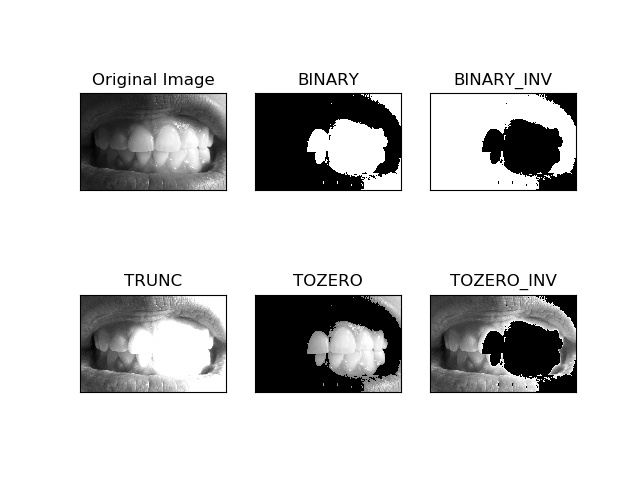 Original Image
BINARY
BINARY_INV
TRUNC
TOZERO
TOZERO_INV